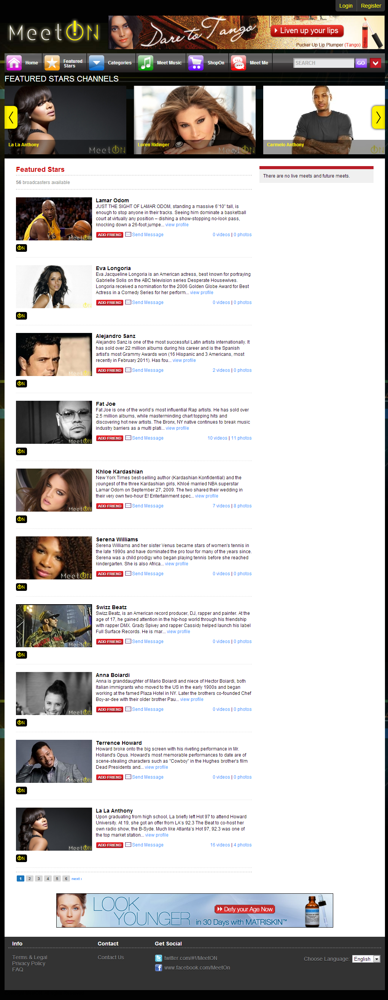 Login Register
MeetON
Dare to Tango
Liven up your lips
Pucker Up Lip Plumper (Tango)
Home
Featured
Stars
Categories
Meet Music
ShopOn
Meet Me
SEARCH
GO
FEATURED STARS CHANNELS
La La Anthony
MeetON
Loren Ridinger
MeetON
Carmelo Anthony
Featured Stars
There are no live meets and future meets.
56 broadcasters available
Lamar Odom
JUST THE SIGHT OF LAMAR ODOM, standing a massive 6'10" tall, is
enough to stop anyone in their tracks. Seeing him dominate a basketball
court at virtually any position – dishing a show-stopping no-look pass,
knocking down a 26-foot jumpe... view profile
ADD FRIEND Send Message 0 videos | 0 photos
MeetON
ON
Eva Longoria
Eva Jacqueline Longoria is an American actress, best known for portraying
Gabrielle Solis on the ABC television series Desperate Housewives.
Longoria received a nomination for the 2006 Golden Globe Award for Best
Actress in a Comedy Series for her perform... view profile
ADD FRIEND Send Message 0 videos | 0 photos
ON
Alejandro Sanz
Alejandro Sanz is one of the most successful Latin artists internationally. It
has sold over 22 million albums during his career and is the Spanish
artist's most Grammy Awards won (16 Hispanic and 3 Americans, most
recently in February 2011). Has fou... view profile
ADD FRIEND Send Message 2 videos | 0 photos
MeetON
ON
Fat Joe
Fat Joe is one of the world's most influential Rap artists. He has sold over
2.5 million albums, while masterminding chart topping hits and
discovering hot new artists. The Bronx, NY native continues to break music
industry barriers as a multi plati... view profile
ADD FRIEND Send Message 10 videos | 11 photos
MeetON
ON
Khloe Kardashian
New York Times best-selling author (Kardashian Konfidential) and the
youngest of the three Kardashian girls, Khloé married NBA superstar
Lamar Odom on September 27, 2009. The two shared their wedding in
their very own two-hour E! Entertainment spec... view profile
ADD FRIEND Send Message 7 videos | 8 photos
MeetON
ON
Serena Williams
Serena Williams and her sister Venus became stars of women's tennis in
the late 1990s and have dominated the pro tour for many of the years since.
Serena was a child prodigy who began playing tennis before she reached
kindergarten. She is also Africa... view profile
ADD FRIEND Send Message 0 videos | 0 photos
MeetON
ON
Swizz Beatz
Swizz Beatz, is an American record producer, DJ, rapper and painter. At the
age of 17, he gained attention in the hip-hop world through his friendship
with rapper DMX. Grady Spivey and rapper Cassidy helped launch his label
Full Surface Records. He is mar... view profile
ADD FRIEND Send Message 0 videos | 0 photos
MeetON
ON
Anna Boiardi
Anna is granddaughter of Mario Boiardi and niece of Hector Boiardi, both
Italian immigrants who moved to the US in the early 1900s and began
working at the famed Plaza Hotel in NY. Later the brothers co-founded Chef
Boy-ar-dee with their older brother Pau... view profile
ADD FRIEND Send Message 0 videos | 0 photos
MeetON
ON
Terrence Howard
Howard broke onto the big screen with his riveting performance in Mr.
Holland's Opus. Howard's most memorable performances to date are of
scene-stealing characters such as "Cowboy" in the Hughes brother's film
Dead Presidents and... view profile
ADD FRIEND Send Message 0 videos | 0 photos
MeetON
ON
La La Anthony
Upon graduating from high school, La briefly left Hot 97 to attend Howard
University. At 19, she got an offer from LA's 92.3 The Beat to co-host her
own radio show, the B-Syde. Much like Atlanta's Hot 97, 92.3 was one of
the top market station... view profile
ADD FRIEND Send Message 16 videos | 4 photos
MeetON
ON
1 2 3 4 5 6 next ›
LOOK
YOUNGER
Defy your Age Now
in 30 Days with MATRISKIN™
MATRISKIN
Info
Contact
Get Social
Terms & Legal
Privacy Policy
FAQ
Contact Us
twitter.com/#!/MeetON
www.facebook.com/MeetOn
Choose Language: English